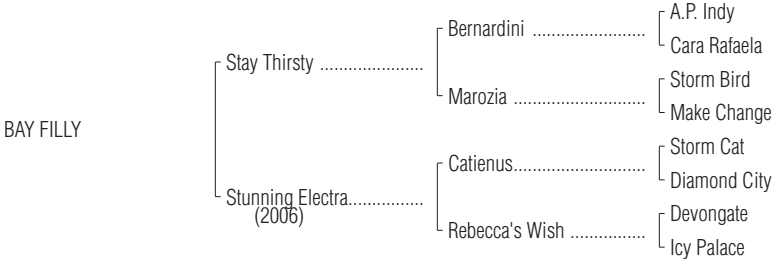 A.P. Indy
Bernardini ........................
Cara Rafaela
Stay Thirsty ......................
Storm Bird
Marozia ............................
Make Change
BAY FILLY
Storm Cat
Catienus............................
Diamond City
Stunning Electra................
(2006)
Devongate
Rebecca's Wish ................
Icy Palace